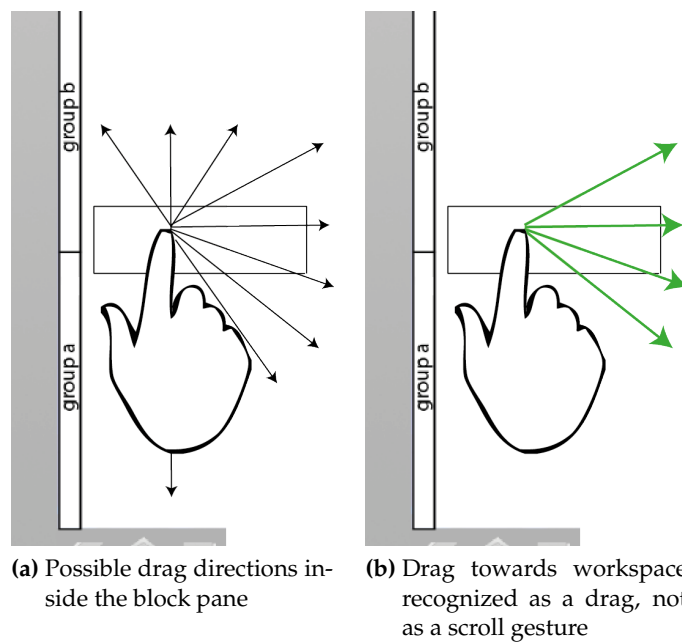 group b
group a
group b
group a
(a) Possible drag directions in-
side the block pane
(b) Drag towards workspace
recognized as a drag, not
as a scroll gesture